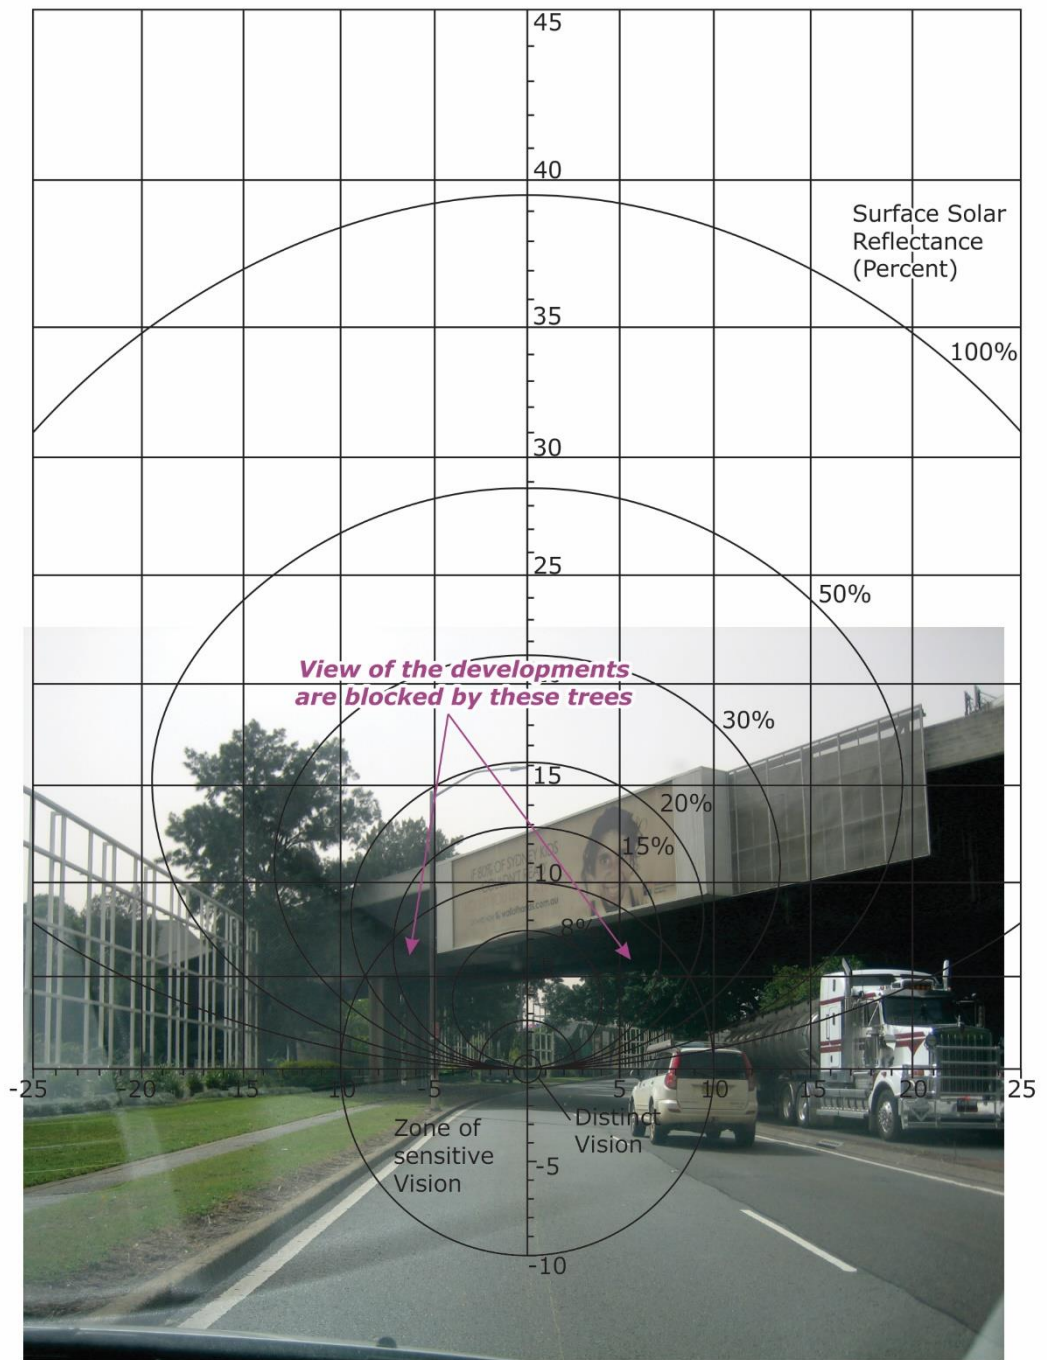 45
40
Surface Solar
Reflectance
(Percent)
35
100%
30
25
50%
View of the developments
are blocked by these trees
30%
15
20%
15%
10
8%
-25
-20
-5
5
10
15
20
25
Zone of
sensitive
Vision
Distinct
Vision
-5
-10